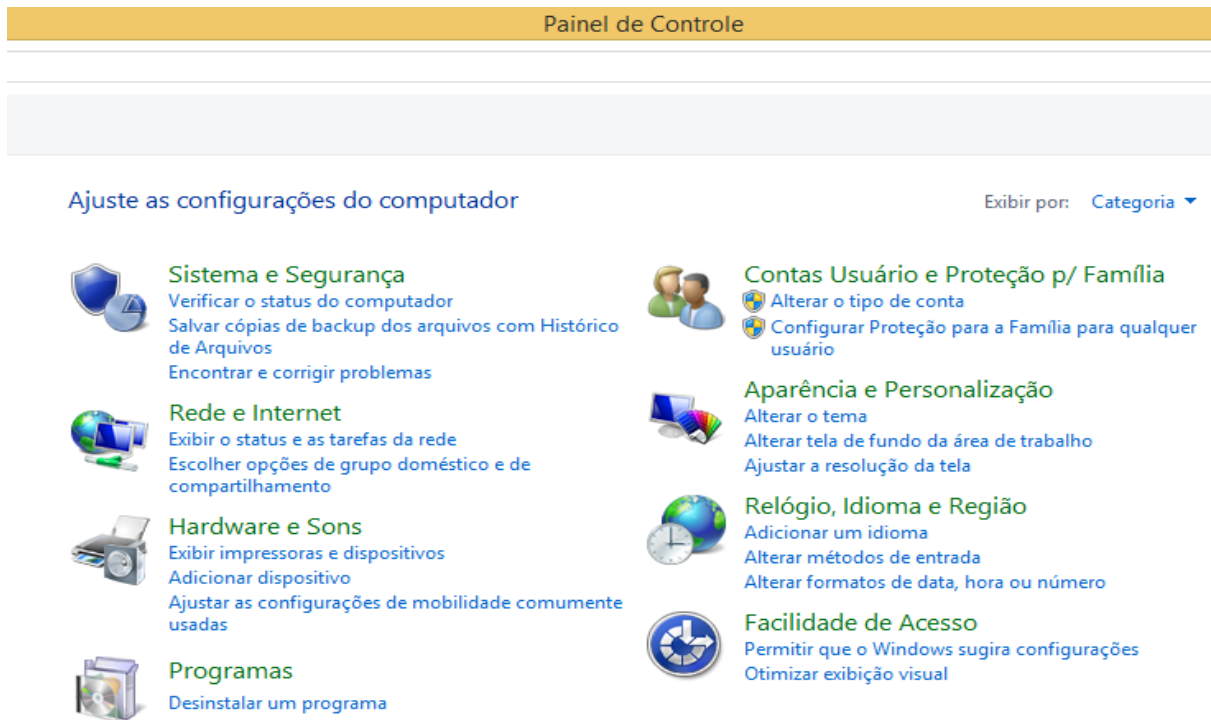 Painel de Controle
Ajuste as configurações do computador
Exibir por: Categoria
Sistema e Segurança
Verificar o status do computador
Salvar cópias de backup dos arquivos com Histórico
de Arquivos
Encontrar e corrigir problemas
Rede e Internet
Exibir o status e as tarefas da rede
Escolher opções de grupo doméstico e de
compartilhamento
Hardware e Sons
Exibir impressoras e dispositivos
Adicionar dispositivo
Ajustar as configurações de mobilidade comumente
usadas
Programas
Desinstalar um programa
Contas Usuário e Proteção p/ Família
Alterar o tipo de conta
Configurar Proteção para a Família para qualquer
usuário
Aparência e Personalização
Alterar o tema
Alterar tela de fundo da área de trabalho
Ajustar a resolução da tela
Relógio, Idioma e Região
Adicionar um idioma
Alterar métodos de entrada
Alterar formatos de data, hora ou número
Facilidade de Acesso
Permitir que o Windows sugira configurações
Otimizar exibição visual